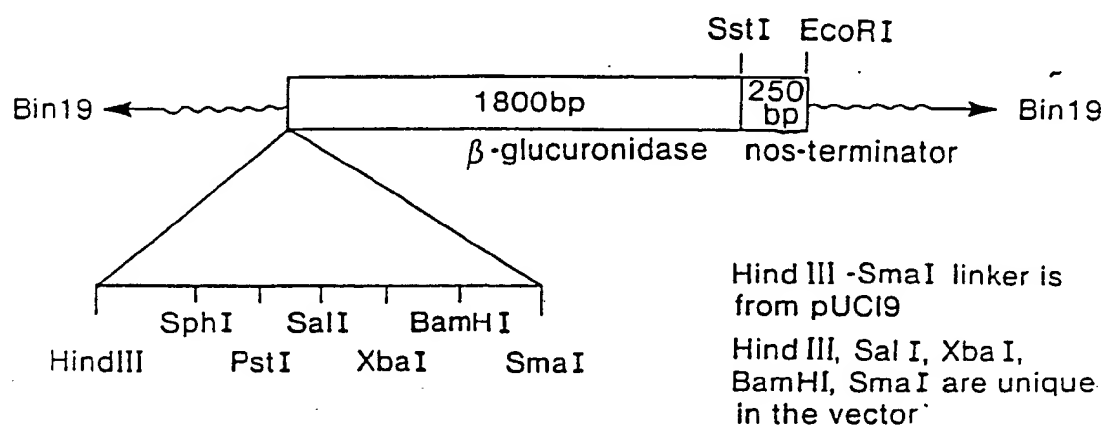 SstI EcoRI
Bin19 1800bp 250 bp Bin19
β-glucuronidase nos-terminator
SphI SalI BamHI
HindIII PstI XbaI SmaI
Hind III -SmaI linker is
from pUC19
Hind III, Sal I, Xba I,
BamHI, SmaI are unique
in the vector